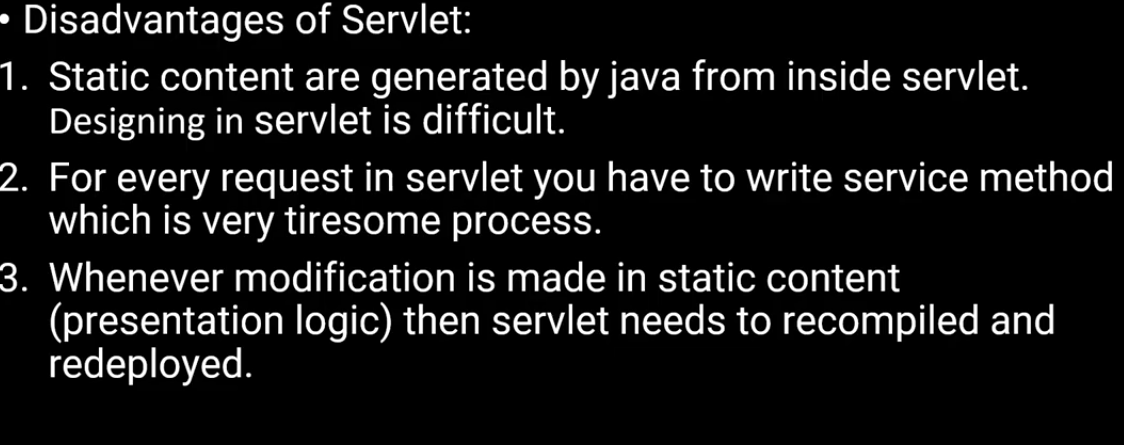 • Disadvantages of Servlet:
1. Static content are generated by java from inside servlet.
Designing in servlet is difficult.
2. For every request in servlet you have to write service method
which is very tiresome process.
3. Whenever modification is made in static content
(presentation logic) then servlet needs to recompiled and
redeployed.